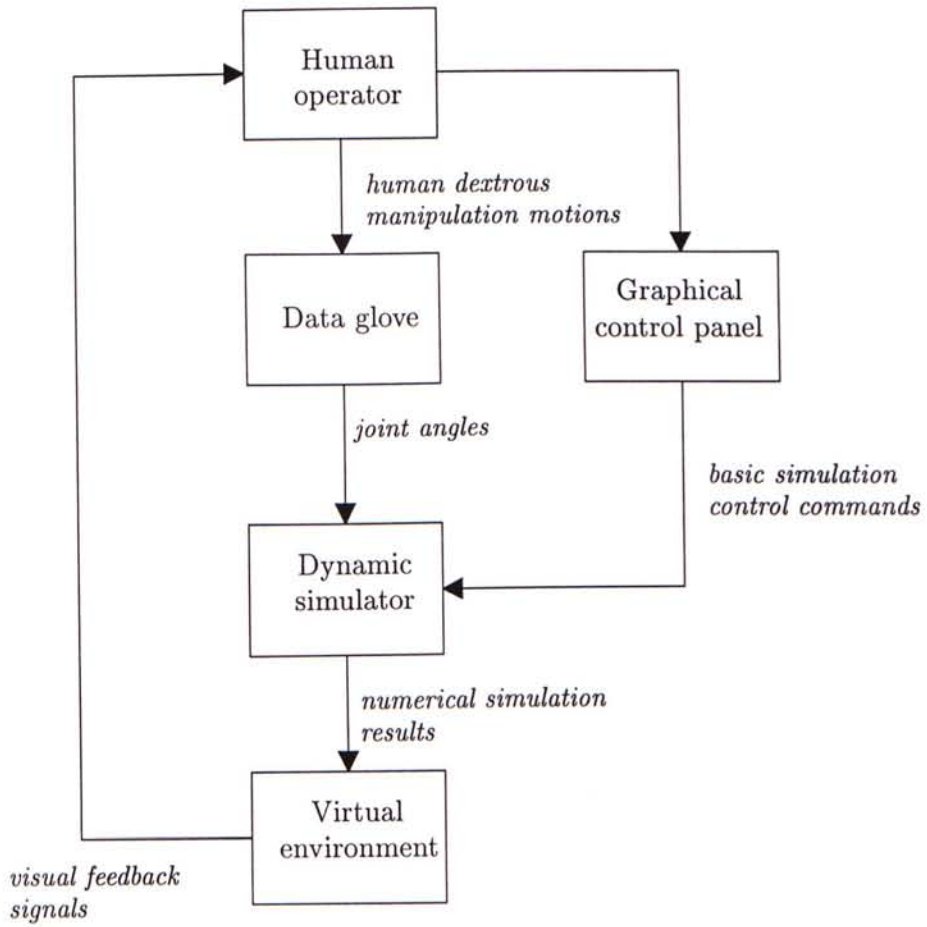 Human
operator
human dextrous
manipulation motions
Data glove
Graphical
control panel
joint angles
basic simulation
control commands
Dynamic
simulator
numerical simulation
results
Virtual
environment
visual feedback
signals